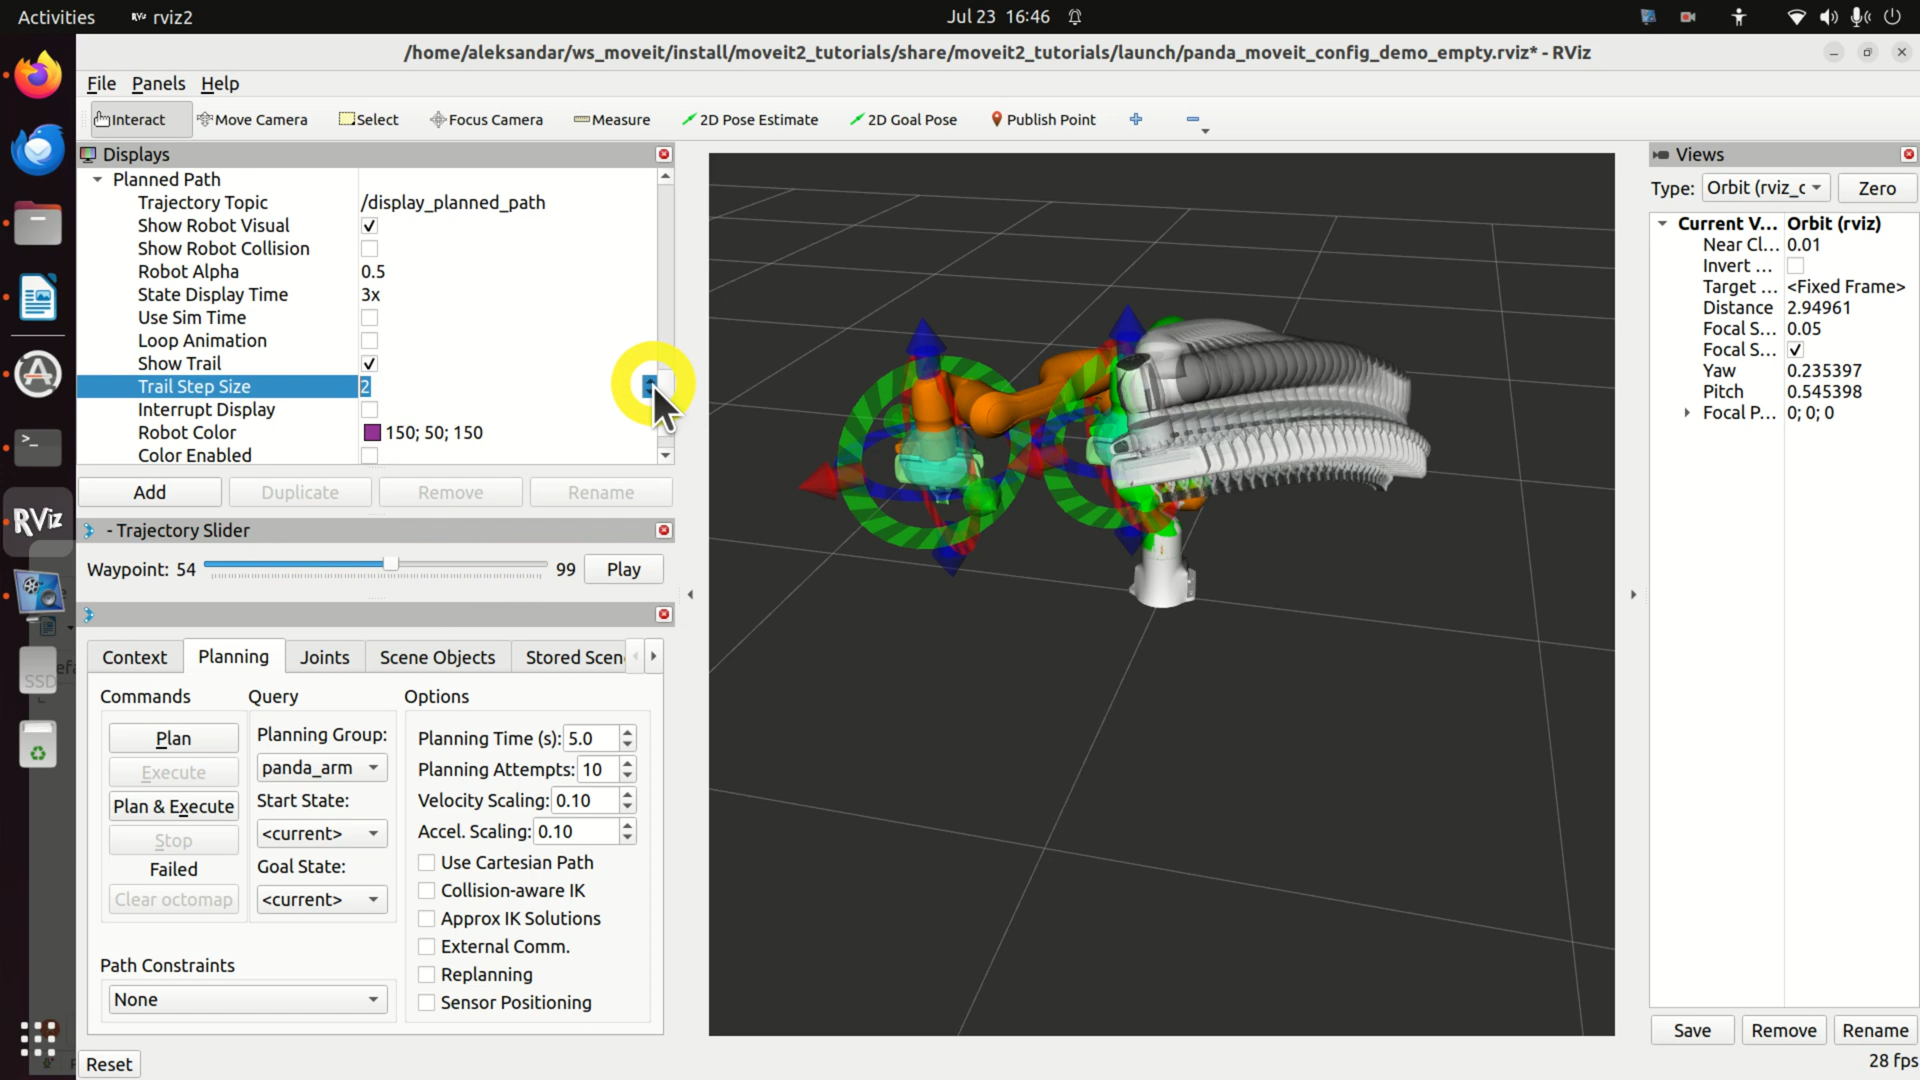 Activities
RViz rviz2
Jul 23 16:46
/home/aleksandar/ws_moveit/install/moveit2_tutorials/share/moveit2_tutorials/launch/panda_moveit_config_demo_empty.rviz* - RViz
File Panels Help
Interact Move Camera Select Focus Camera Measure 2D Pose Estimate 2D Goal Pose Publish Point
Displays
Planned Path
Trajectory Topic /display_planned_path
Show Robot Visual
Show Robot Collision
Robot Alpha 0.5
State Display Time 3x
Use Sim Time
Loop Animation
Show Trail
Trail Step Size 2
Interrupt Display
Robot Color 150; 50; 150
Color Enabled
Add Duplicate Remove Rename
- Trajectory Slider
Waypoint: 54 99 Play
Context Planning Joints Scene Objects Stored Scen
Commands Query Options
Plan
Execute
Plan & Execute
Stop
Failed
Clear octomap
Planning Group:
panda_arm
Start State:
<current>
Goal State:
<current>
Planning Time (s): 5.0
Planning Attempts: 10
Velocity Scaling: 0.10
Accel. Scaling: 0.10
Use Cartesian Path
Collision-aware IK
Approx IK Solutions
External Comm.
Replanning
Sensor Positioning
Path Constraints
None
Reset
Views
Type: Orbit (rviz_c Zero
Current V... Orbit (rviz)
Near Cl... 0.01
Invert ...
Target ... <Fixed Frame>
Distance 2.94961
Focal S... 0.05
Focal S...
Yaw 0.235397
Pitch 0.545398
Focal P... 0; 0; 0
Save Remove Rename
28 fps
RViz
SSD